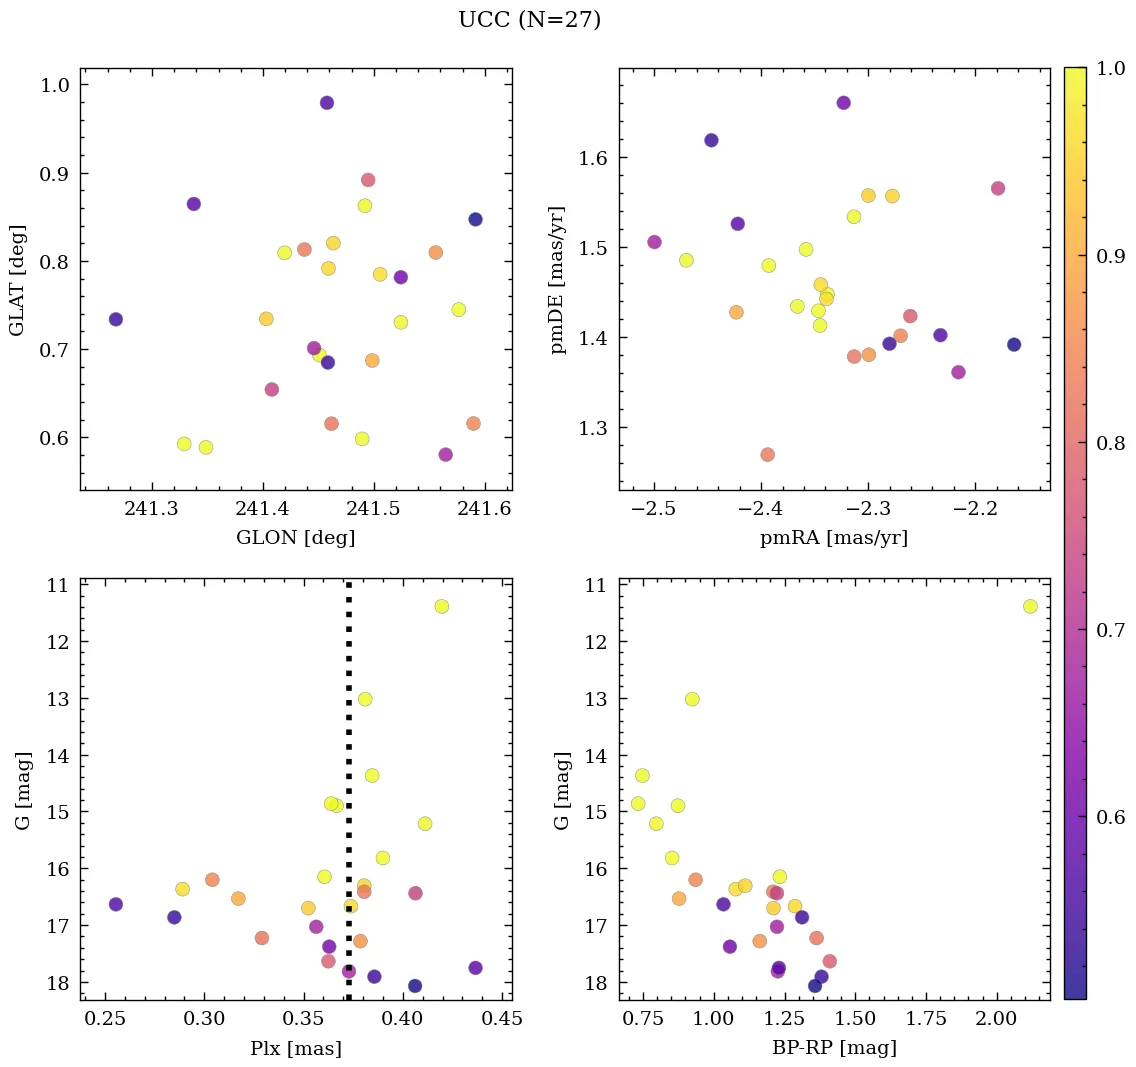 UCC (N=27)
1.0
0.9
0.8
0.7
0.6
GLAT [deg]
241.3 241.4 241.5 241.6
GLON [deg]
1.6
1.5
1.4
1.3
pmDE [mas/yr]
−2.5 −2.4 −2.3 −2.2
pmRA [mas/yr]
1.0
0.9
0.8
0.7
0.6
11
12
13
14
15
16
17
18
G [mag]
0.25 0.30 0.35 0.40 0.45
Plx [mas]
11
12
13
14
15
16
17
18
G [mag]
0.75 1.00 1.25 1.50 1.75 2.00
BP-RP [mag]